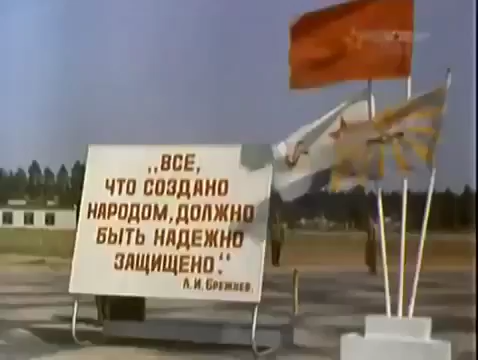 „ВСЕ,
ЧТО СОЗДАНО
НАРОДОМ, ДОЛЖНО
БЫТЬ НАДЕЖНО
ЗАЩИЩЕНО".
Л. И. Брежнев.